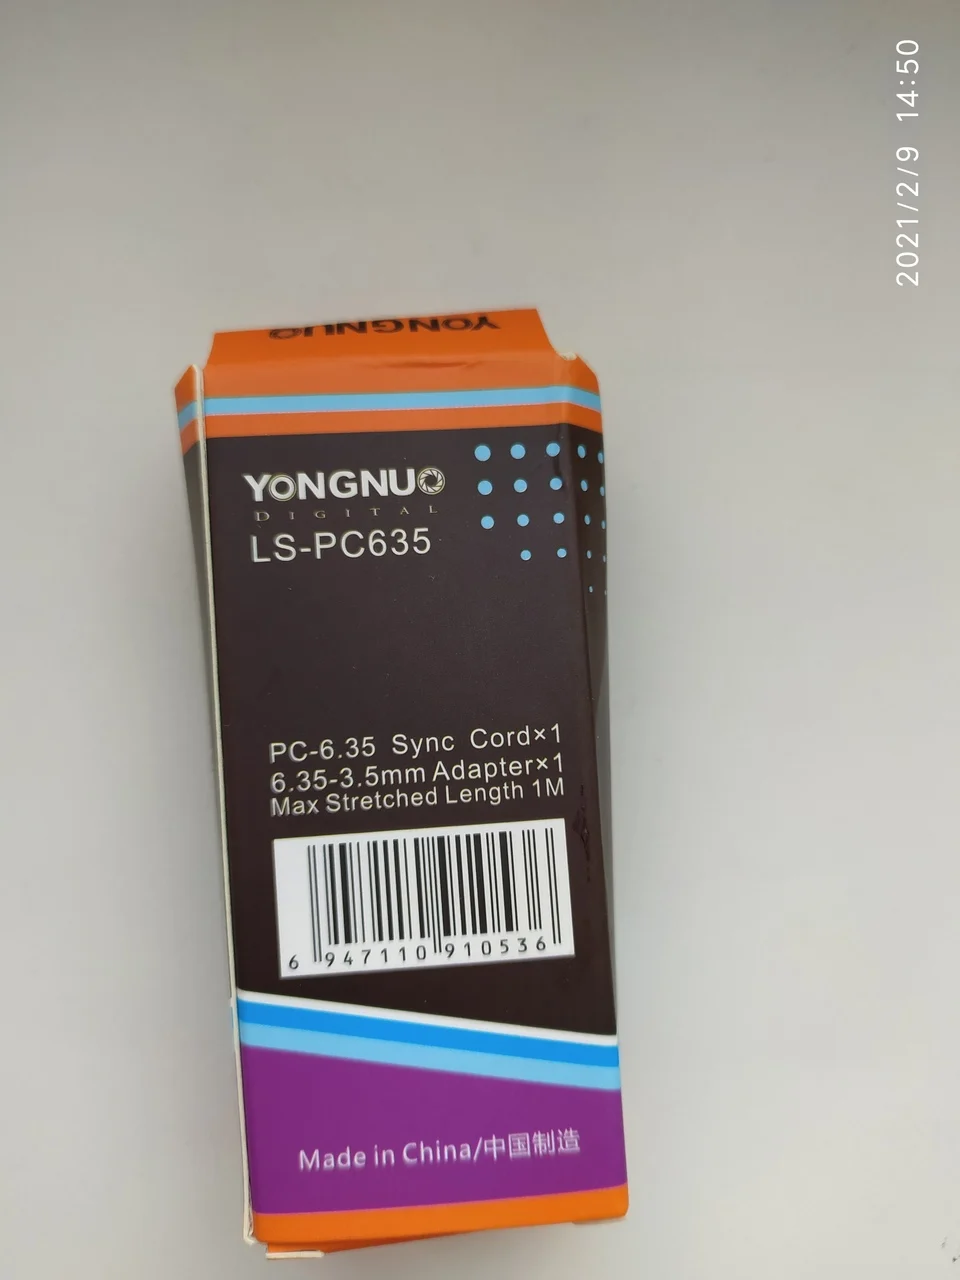 2021/2/9 14:50
YONGNUO
YONGNUO
DIGITAL
LS-PC635
PC-6.35 Sync Cord×1
6.35-3.5mm Adapter×1
Max Stretched Length 1M
6 947110 910536
Made in China/中国制造